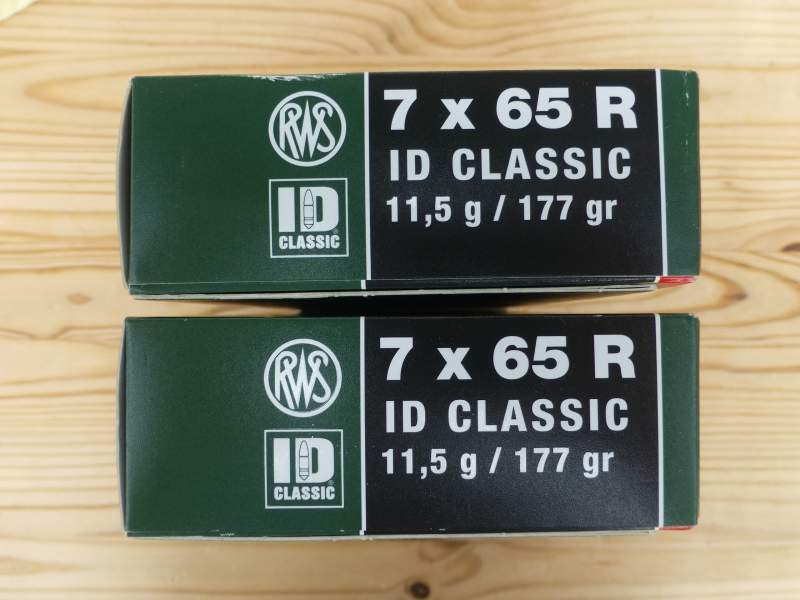 RWS
7 x 65 R
ID CLASSIC
11,5 g / 177 gr
ID
CLASSIC®
RWS
7 x 65 R
ID CLASSIC
11,5 g / 177 gr
ID
CLASSIC®